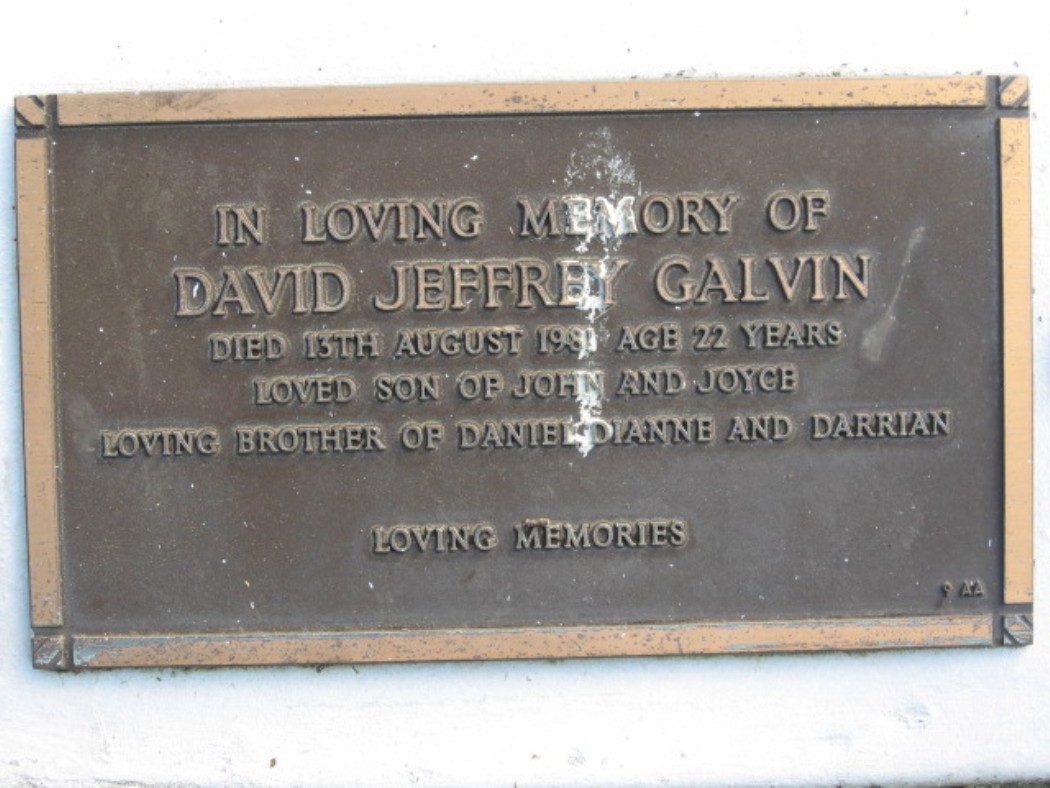 IN LOVING MEMORY OF
DAVID JEFFREY GALVIN
DIED 13TH AUGUST AGE 22 YEARS
LOVED SON OF JOHN AND JOYCE
LOVING BROTHER OF DANIEL DIANNE AND DARRIAN
LOVING MEMORIES
9 AA